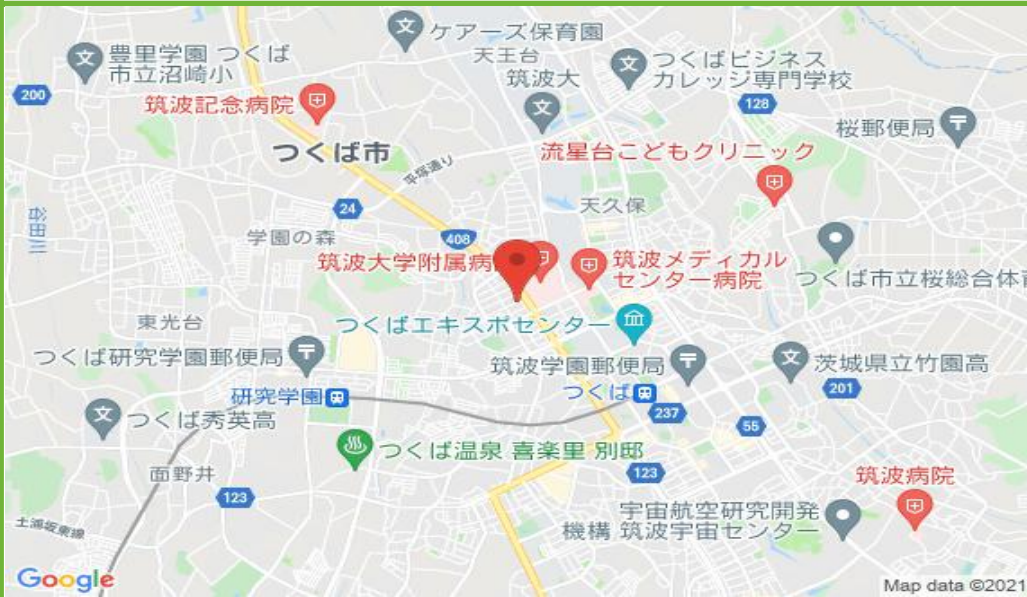 ケアーズ保育園
豊里学園 つくば
市立沼崎小
天王台
筑波大
つくばビジネス
カレッジ専門学校
200
筑波記念病院
128
桜郵便局
つくば市
平塚通り
流星台こどもクリニック
谷田川
24
天久保
学園の森
408
筑波大学附属病
筑波メディカル
センター病院
つくば市立桜総合体
東光台
つくばエキスポセンター
つくば研究学園郵便局
筑波学園郵便局
茨城県立竹園高
研究学園
つくば
201
237
つくば秀英高
55
つくば温泉 喜楽里 別邸
面野井
123
123
筑波病院
宇宙航空研究開発
機構 筑波宇宙センター
土浦坂東線
Google
Map data ©2021